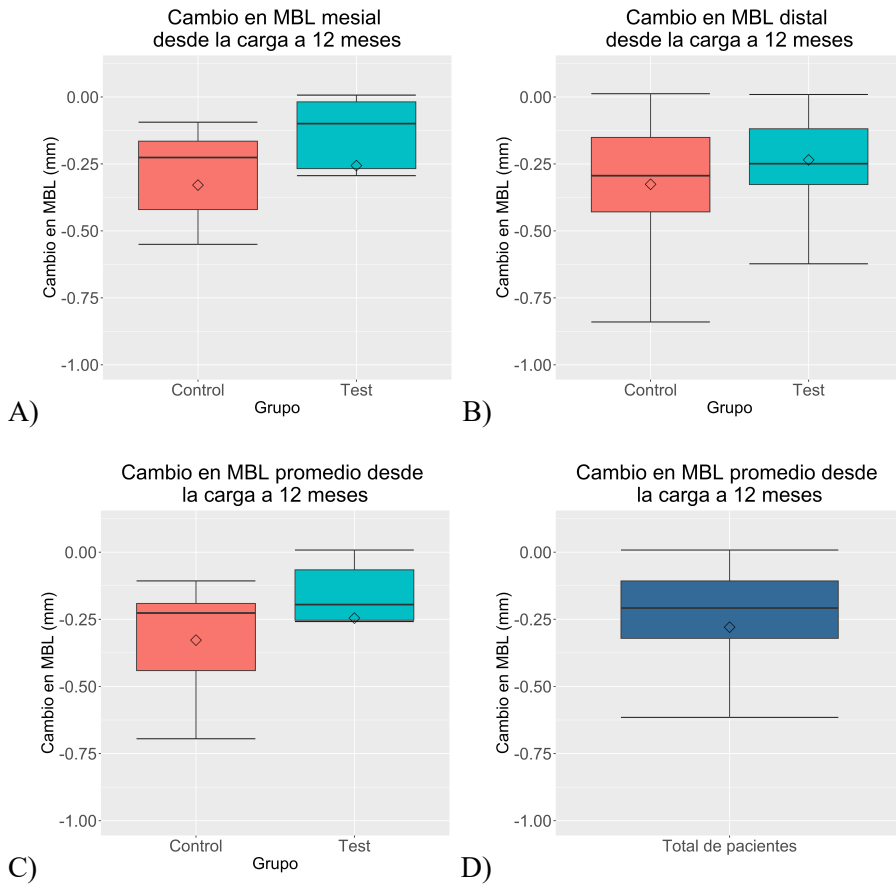 Cambio en MBL mesial
desde la carga a 12 meses
Cambio en MBL (mm)
0.00
-0.25
-0.50
-0.75
-1.00
Control
Test
Grupo
A)
Cambio en MBL distal
desde la carga a 12 meses
Cambio en MBL (mm)
0.00
-0.25
-0.50
-0.75
-1.00
Control
Test
Grupo
B)
Cambio en MBL promedio desde
la carga a 12 meses
Cambio en MBL (mm)
0.00
-0.25
-0.50
-0.75
-1.00
Control
Test
Grupo
C)
Cambio en MBL promedio desde
la carga a 12 meses
Cambio en MBL (mm)
0.00
-0.25
-0.50
-0.75
-1.00
Total de pacientes
D)